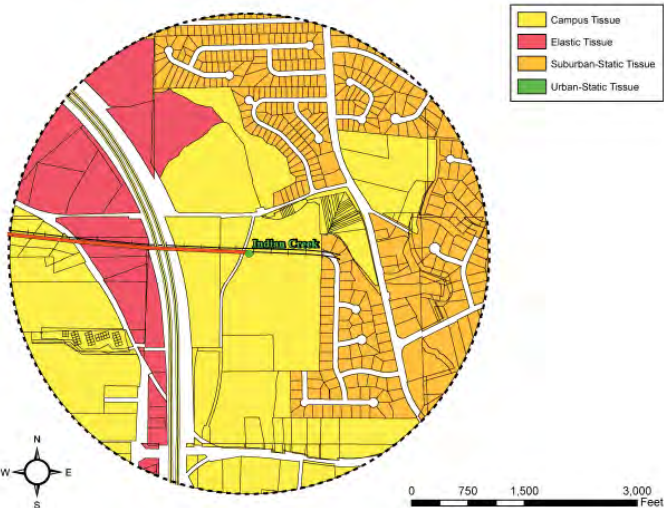 Campus Tissue
Elastic Tissue
Suburban-Static Tissue
Urban-Static Tissue
Indian Creek
N
W E
S
0 750 1,500 3,000
Feet